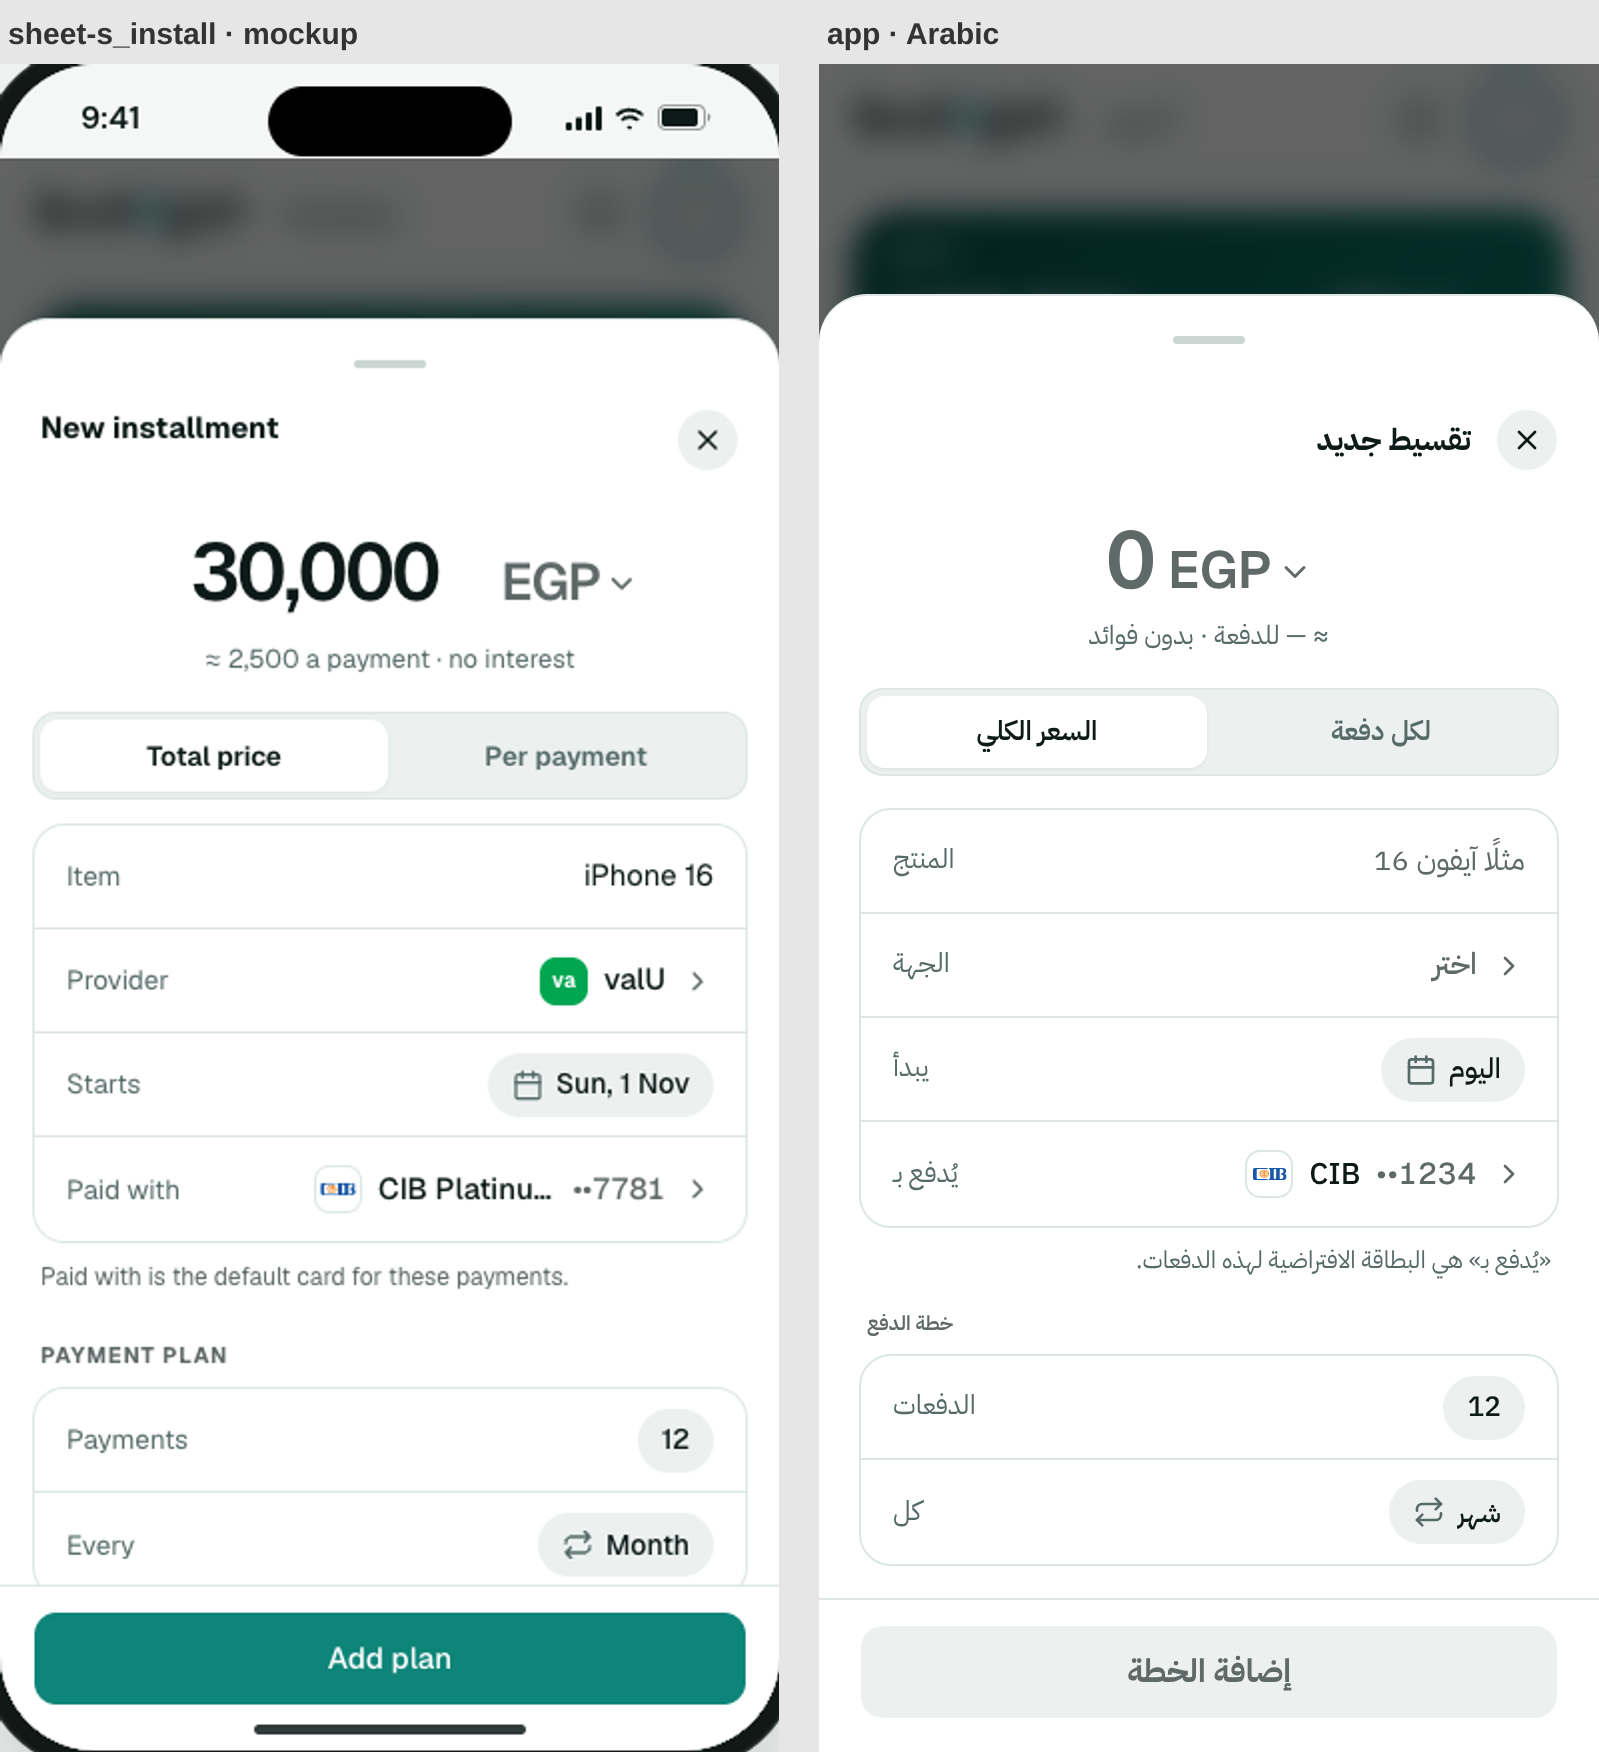 sheet-s_install · mockup
9:41
New installment
30,000 EGP
≈ 2,500 a payment · no interest
Total price
Per payment
Item
iPhone 16
Provider
va valU
Starts
Sun, 1 Nov
Paid with
CIB CIB Platinu... ••7781
Paid with is the default card for these payments.
PAYMENT PLAN
Payments
12
Every
Month
Add plan
app · Arabic
تقسيط جديد
0 EGP
≈ — للدفعة · بدون فوائد
السعر الكلي
لكل دفعة
المنتج
مثلًا آيفون 16
الجهة
اختر
يبدأ
اليوم
يُدفع بـ
CIB CIB ••1234
«يُدفع بـ» هي البطاقة الافتراضية لهذه الدفعات.
خطة الدفع
الدفعات
12
كل
شهر
إضافة الخطة